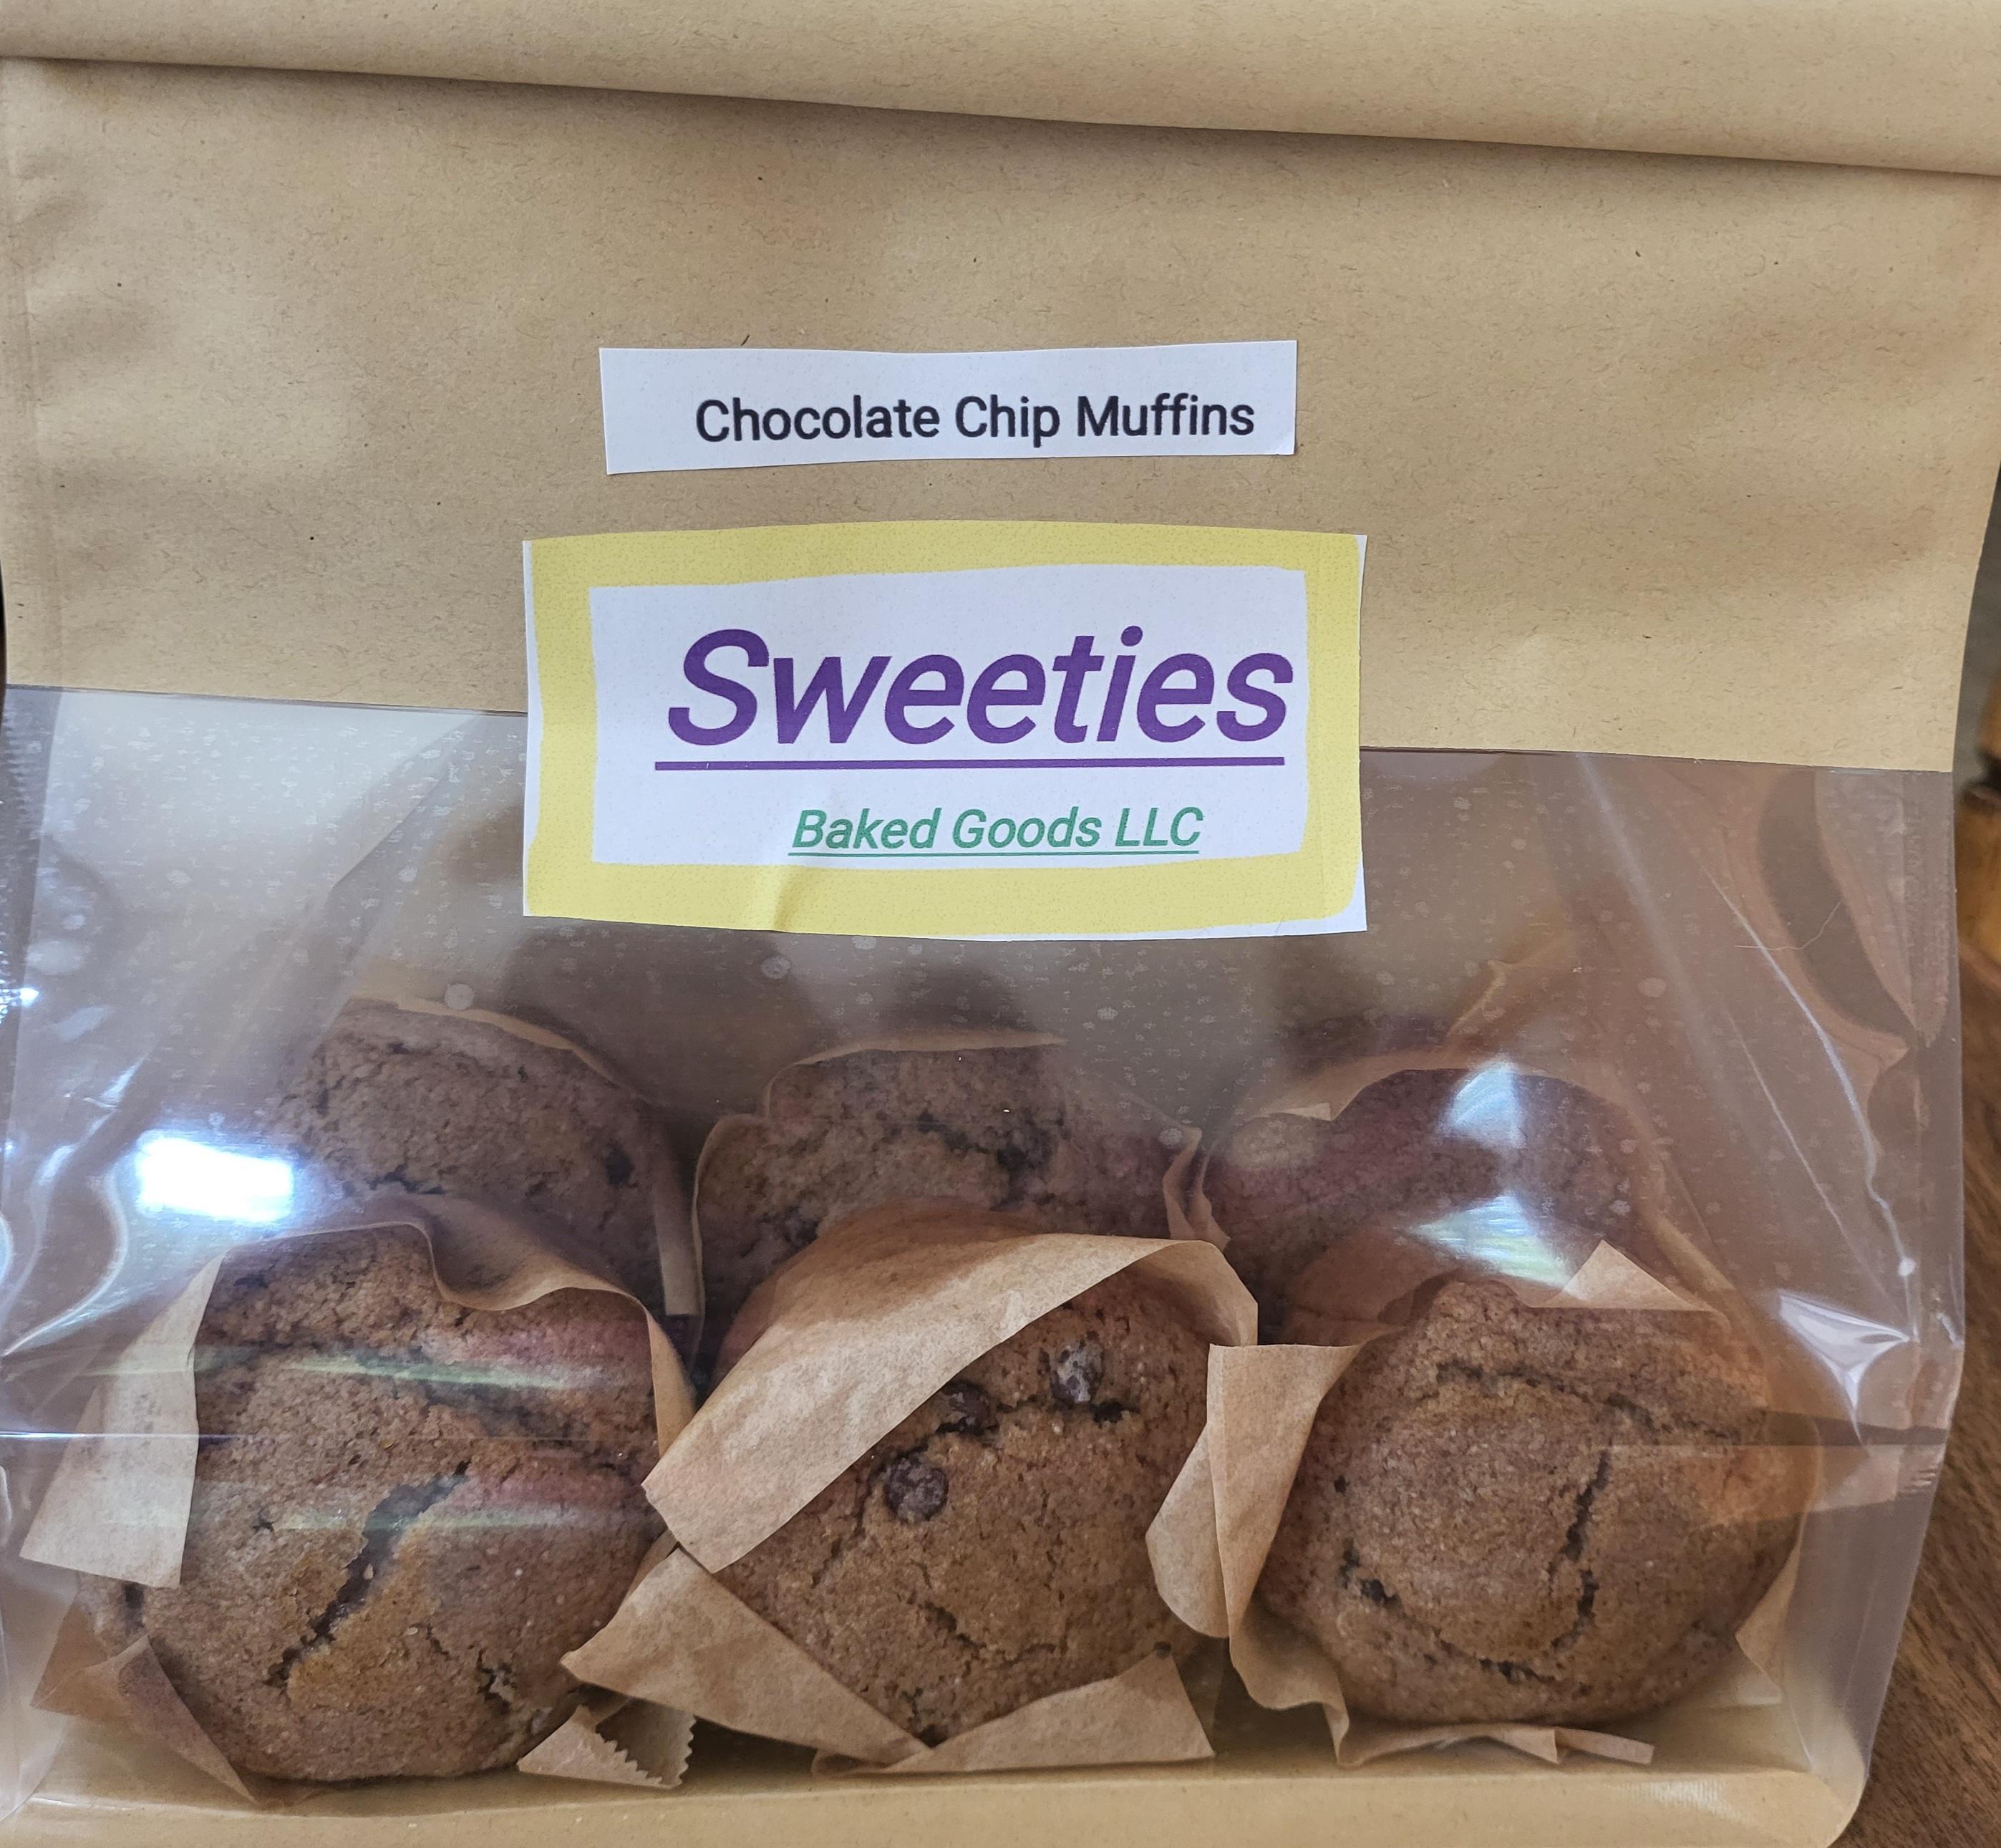 Chocolate Chip Muffins
Sweeties
Baked Goods LLC